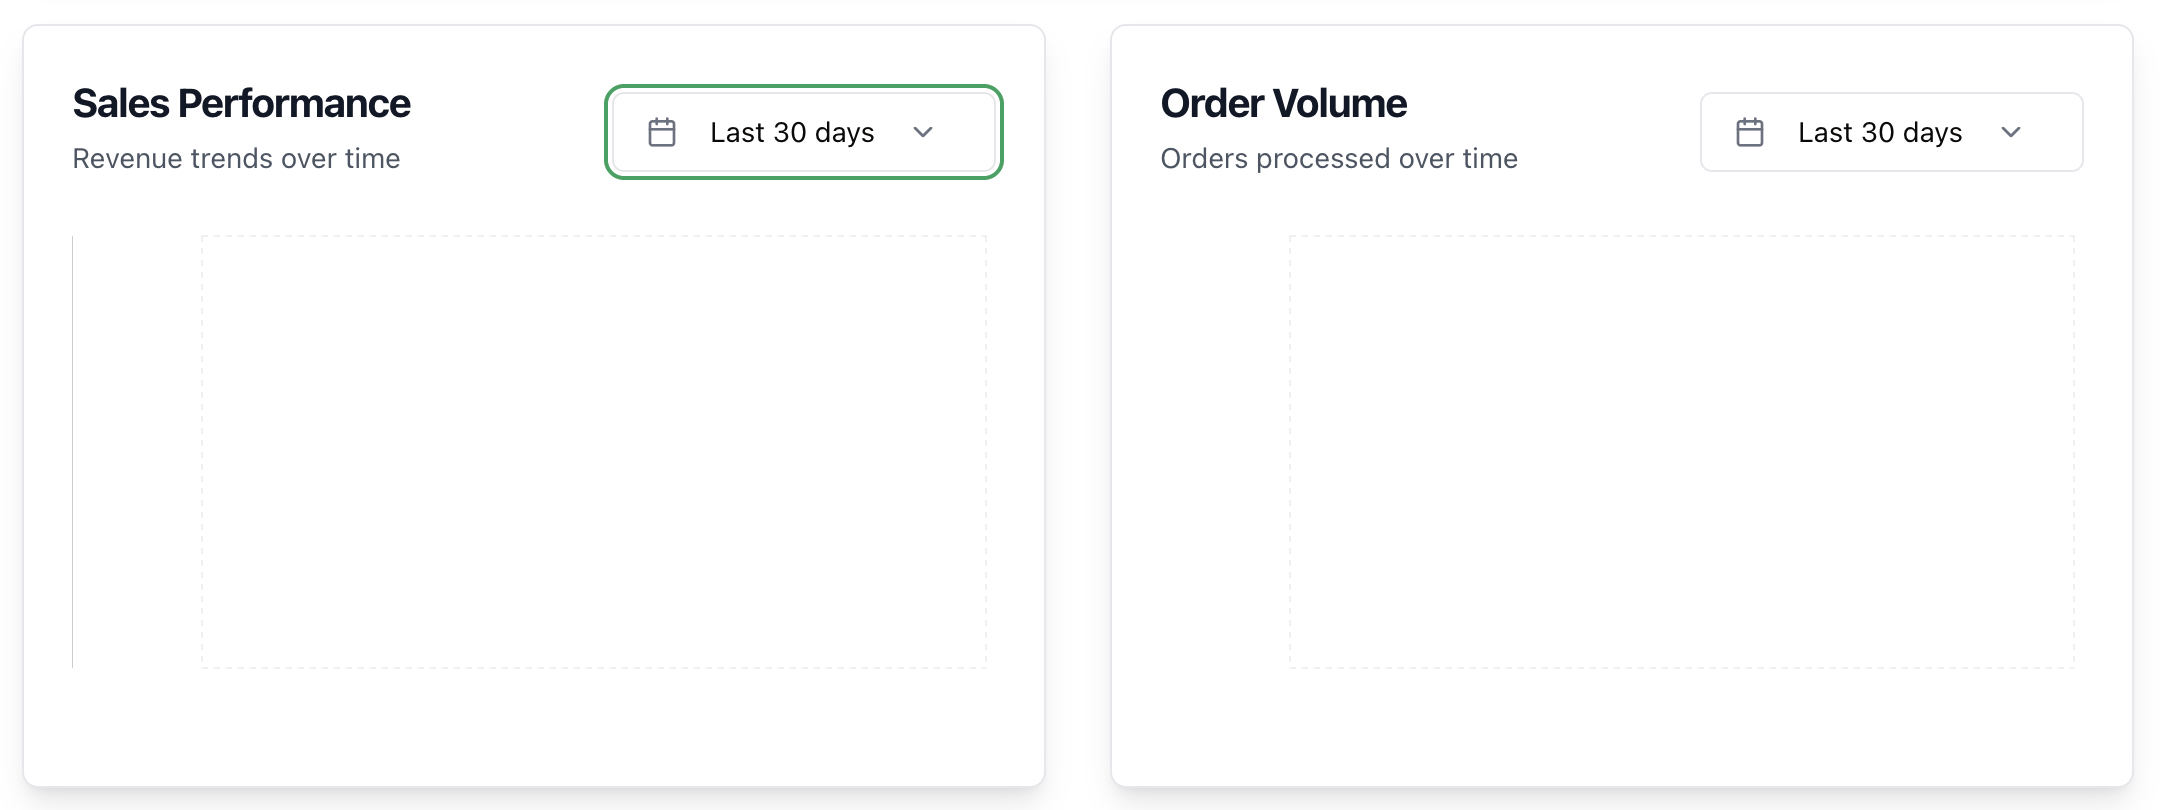 Sales Performance
Revenue trends over time
Last 30 days
Order Volume
Orders processed over time
Last 30 days